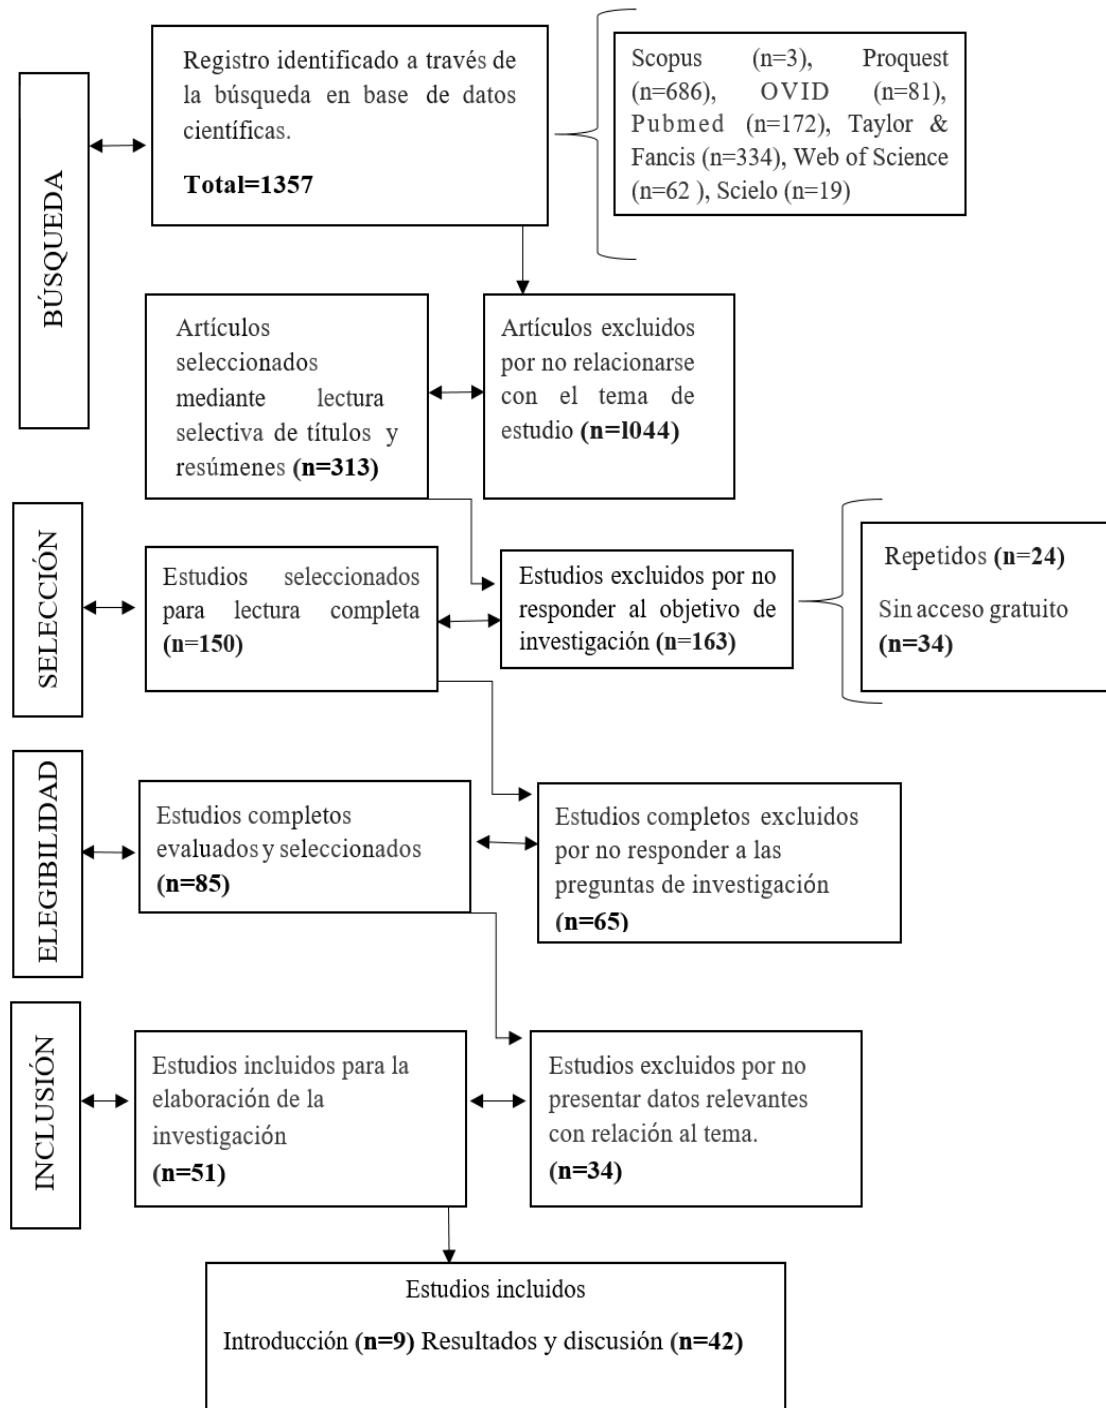 BÚSQUEDA
Registro identificado a través de
la búsqueda en base de datos
científicas.
Total=1357
Scopus (n=3), Proquest
(n=686), OVID (n=81),
Pubmed (n=172), Taylor &
Fancis (n=334), Web of Science
(n=62 ), Scielo (n=19)
Artículos
seleccionados
mediante lectura
selectiva de títulos y
resúmenes (n=313)
Artículos excluidos
por no relacionarse
con el tema de
estudio (n=l044)
SELECCIÓN
Estudios seleccionados
para lectura completa
(n=150)
Estudios excluidos por no
responder al objetivo de
investigación (n=163)
Repetidos (n=24)
Sin acceso gratuito
(n=34)
ELEGIBILIDAD
Estudios completos
evaluados y seleccionados
(n=85)
Estudios completos excluidos
por no responder a las
preguntas de investigación
(n=65)
INCLUSIÓN
Estudios incluidos para la
elaboración de la
investigación
(n=51)
Estudios excluidos por no
presentar datos relevantes
con relación al tema.
(n=34)
Estudios incluidos
Introducción (n=9) Resultados y discusión (n=42)